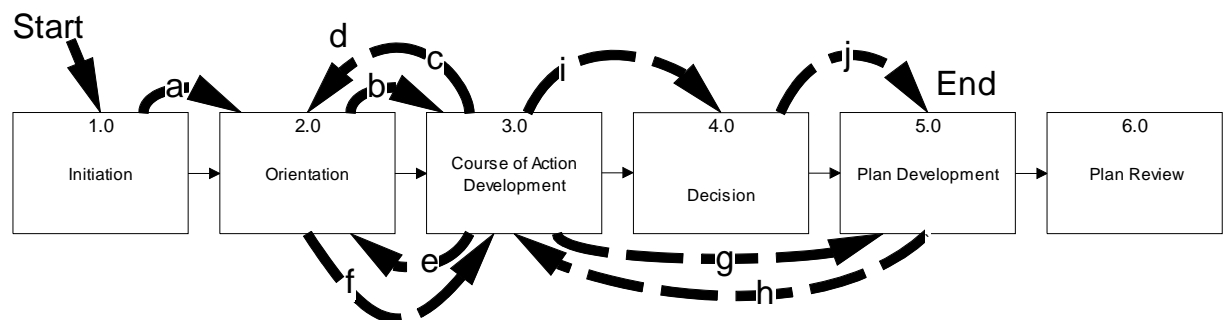 Start
d
c
a
b
i
j
End
1.0
Initiation
2.0
Orientation
3.0
Course of Action
Development
4.0
Decision
5.0
Plan Development
6.0
Plan Review
f
e
g
h